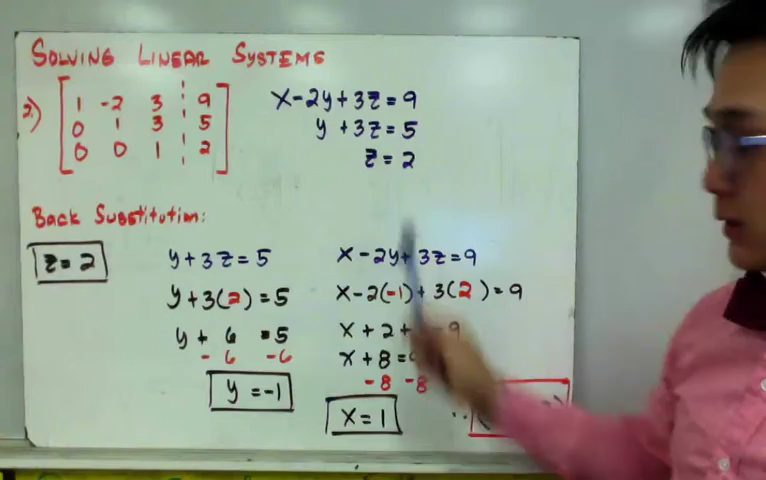 SOLVING LINEAR SYSTEMS
2.) [ 1 -2 3 ¦ 9 ]
[ 0 1 3 ¦ 5 ]
[ 0 0 1 ¦ 2 ]
x-2y+3z=9
y+3z=5
z=2
Back Substitution:
z=2
y+3z=5
y+3(2)=5
y+6=5
-6 -6
y=-1
x-2y+3z=9
x-2(-1)+3(2)=9
x+2+ 9
x+8=
-8 -8
x=1